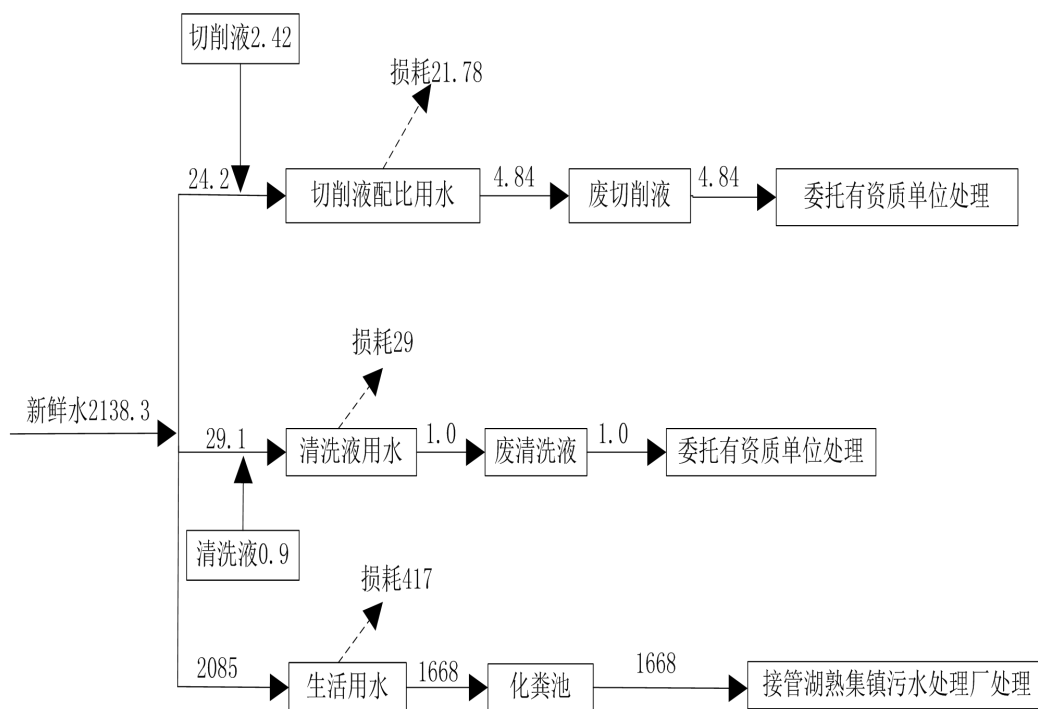 切削液2.42
损耗21.78
24.2
切削液配比用水
4.84
废切削液
4.84
委托有资质单位处理
损耗29
新鲜水2138.3
29.1
清洗液用水
1.0
废清洗液
1.0
委托有资质单位处理
清洗液0.9
损耗417
2085
生活用水
1668
化粪池
1668
接管湖熟集镇污水处理厂处理